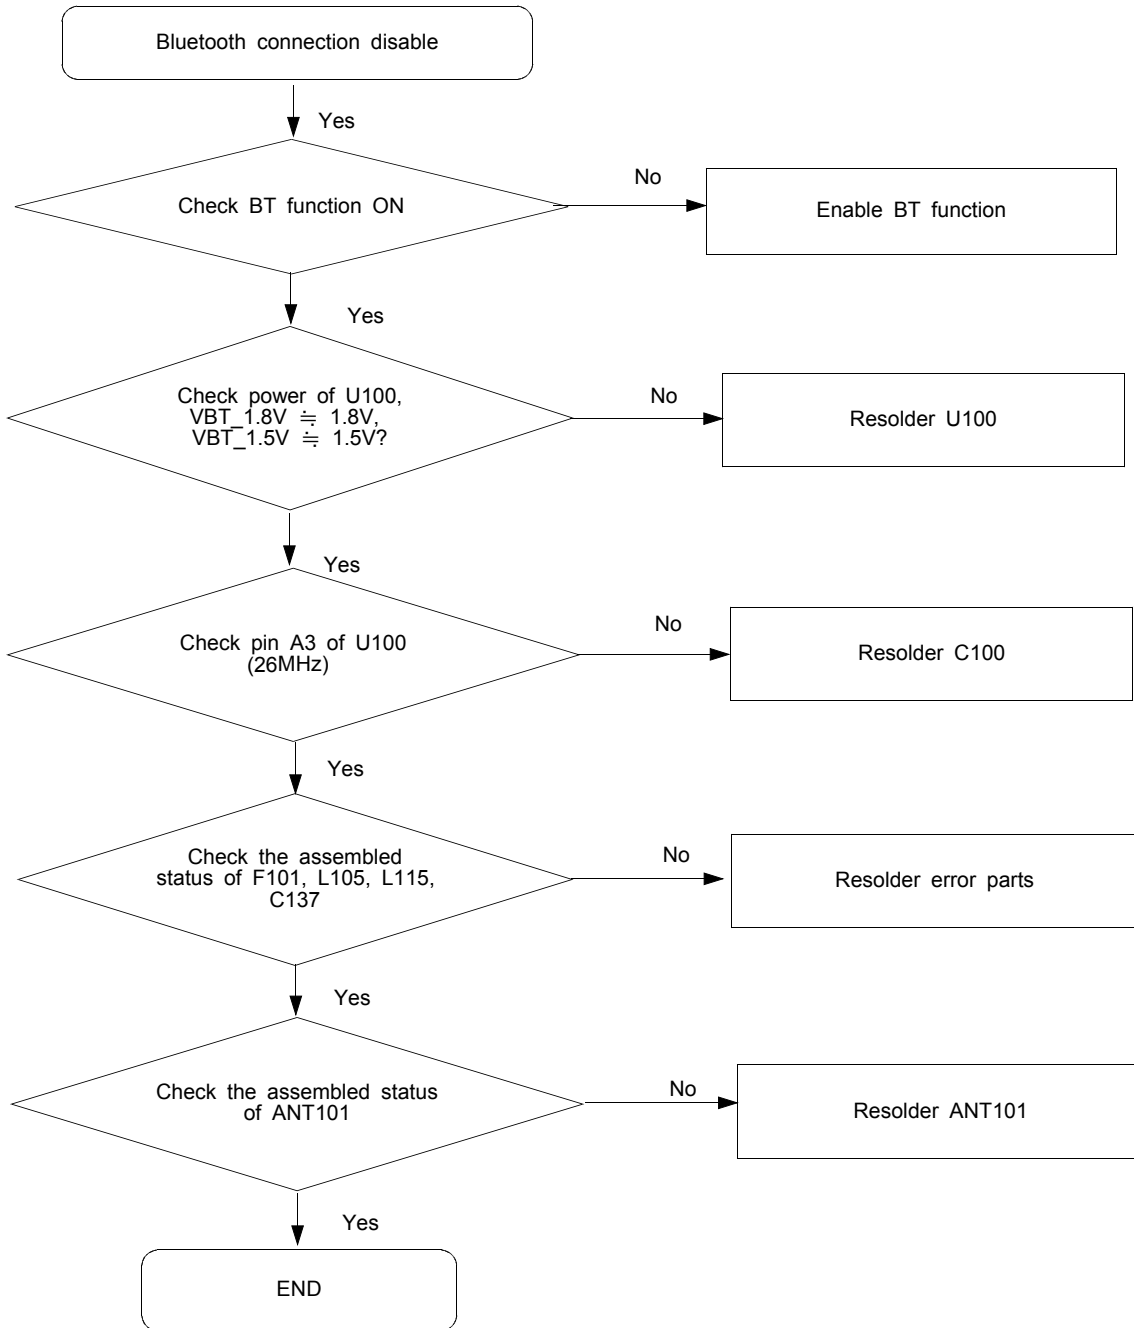 Bluetooth connection disable
Yes
Check BT function ON
No
Enable BT function
Yes
Check power of U100,
VBT_1.8V ≒ 1.8V,
VBT_1.5V ≒ 1.5V?
No
Resolder U100
Yes
Check pin A3 of U100
(26MHz)
No
Resolder C100
Yes
Check the assembled
status of F101, L105, L115,
C137
No
Resolder error parts
Yes
Check the assembled status
of ANT101
No
Resolder ANT101
Yes
END